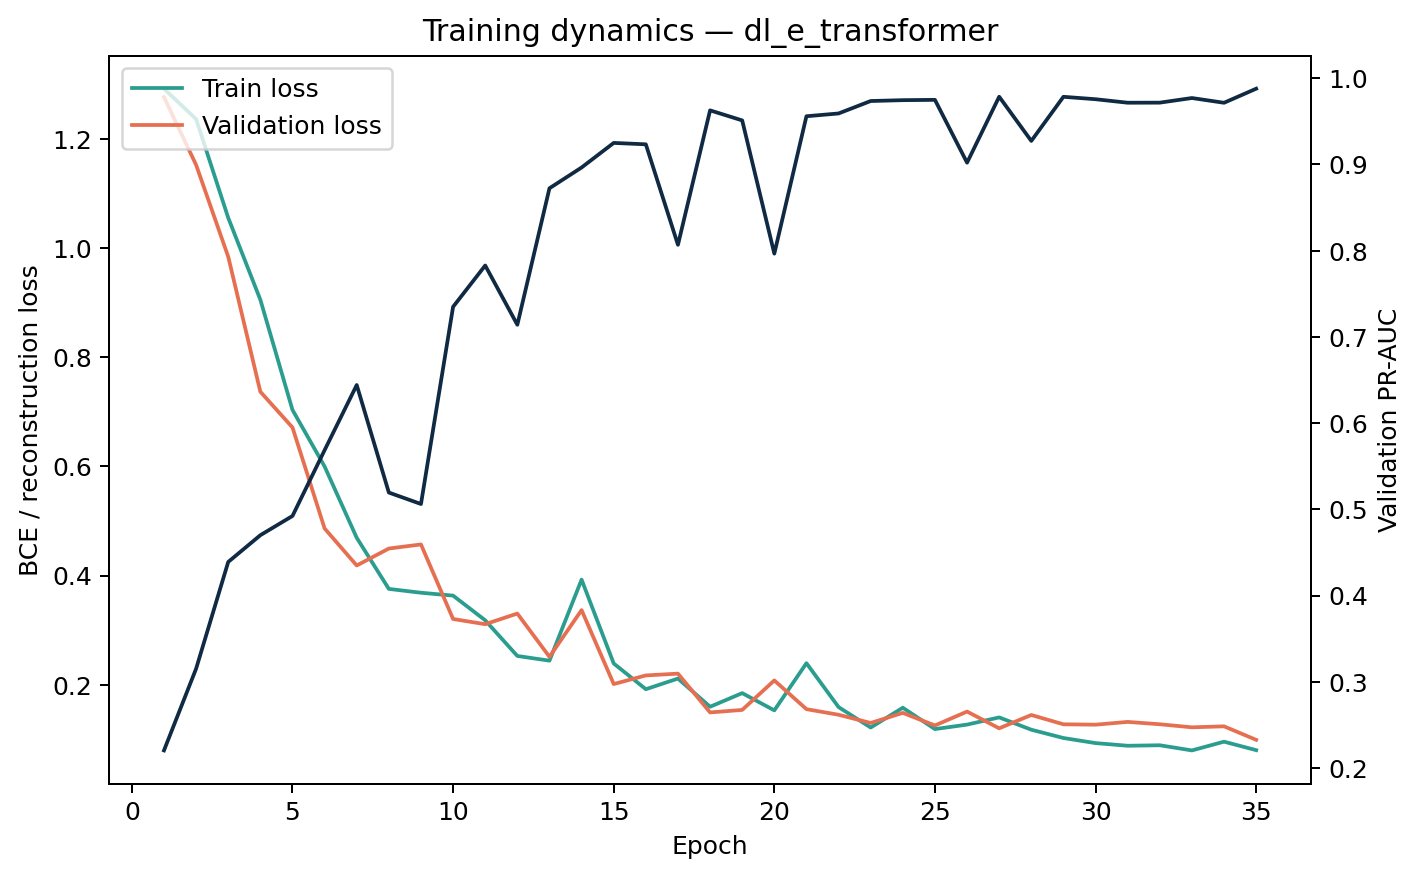 Training dynamics — dl_e_transformer
Train loss
Validation loss
BCE / reconstruction loss
1.2
1.0
0.8
0.6
0.4
0.2
1.0
0.9
0.8
0.7
0.6
0.5
0.4
0.3
0.2
Validation PR-AUC
0 5 10 15 20 25 30 35
Epoch